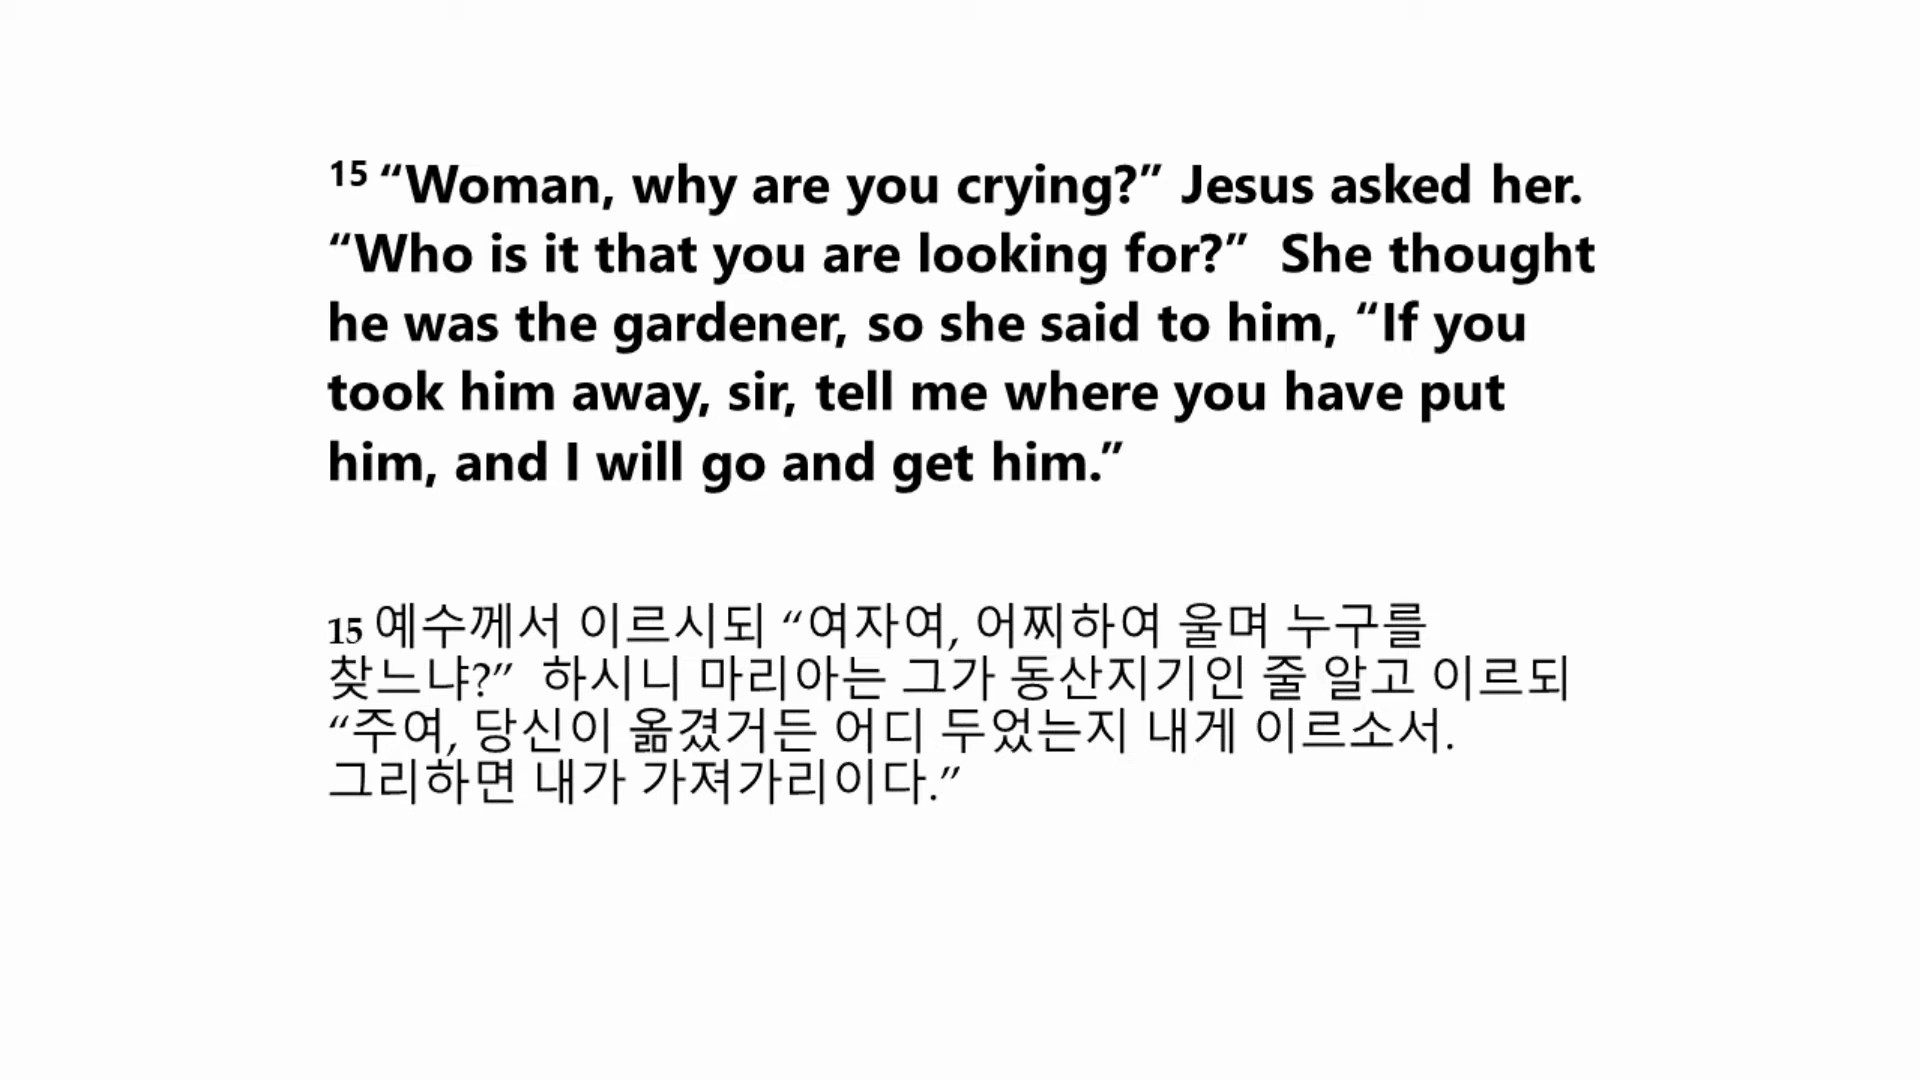 15 “Woman, why are you crying?” Jesus asked her.
“Who is it that you are looking for?”  She thought
he was the gardener, so she said to him, “If you
took him away, sir, tell me where you have put
him, and I will go and get him.”
15 예수께서 이르시되 “여자여, 어찌하여 울며 누구를
찾느냐?”  하시니 마리아는 그가 동산지기인 줄 알고 이르되
“주여, 당신이 옮겼거든 어디 두었는지 내게 이르소서.
그리하면 내가 가져가리이다.”